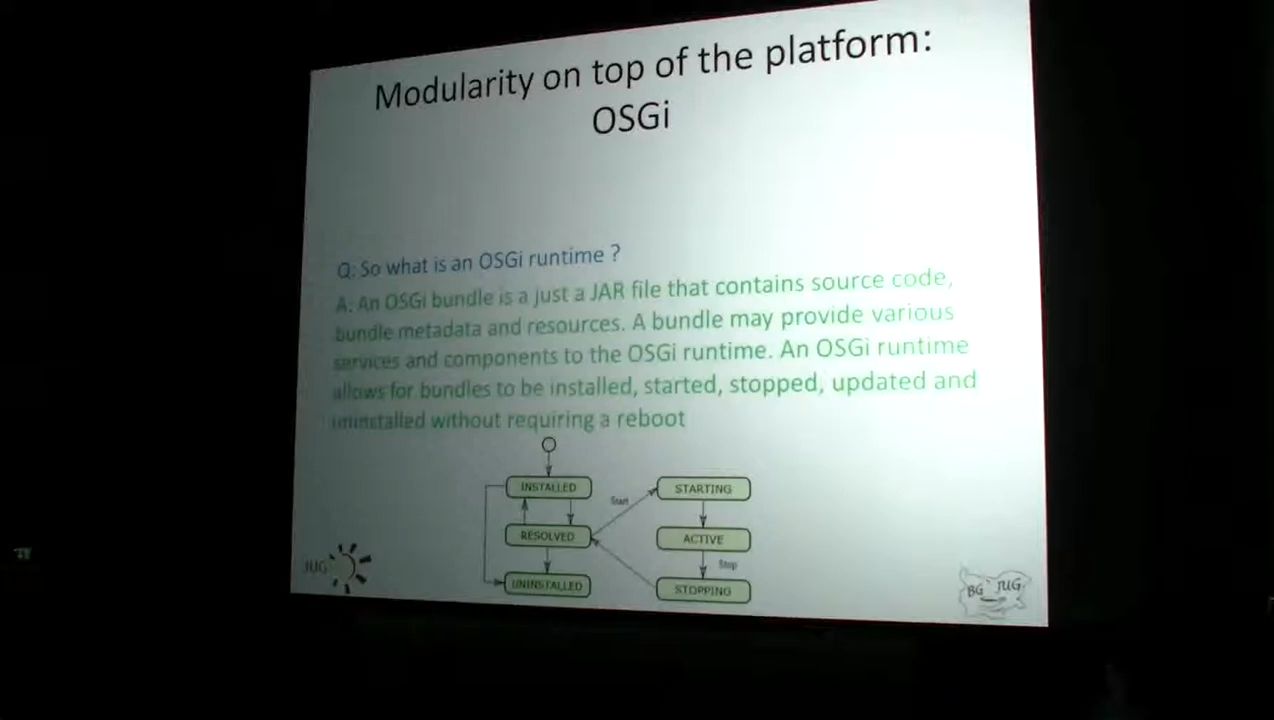 Modularity on top of the platform:
OSGi
Q: So what is an OSGi runtime ?
A: An OSGi bundle is a just a JAR file that contains source code,
bundle metadata and resources. A bundle may provide various
services and components to the OSGi runtime. An OSGi runtime
allows for bundles to be installed, started, stopped, updated and
uninstalled without requiring a reboot
INSTALLED
RESOLVED
UNINSTALLED
Start
STARTING
ACTIVE
Stop
STOPPING
JUG
BG JUG